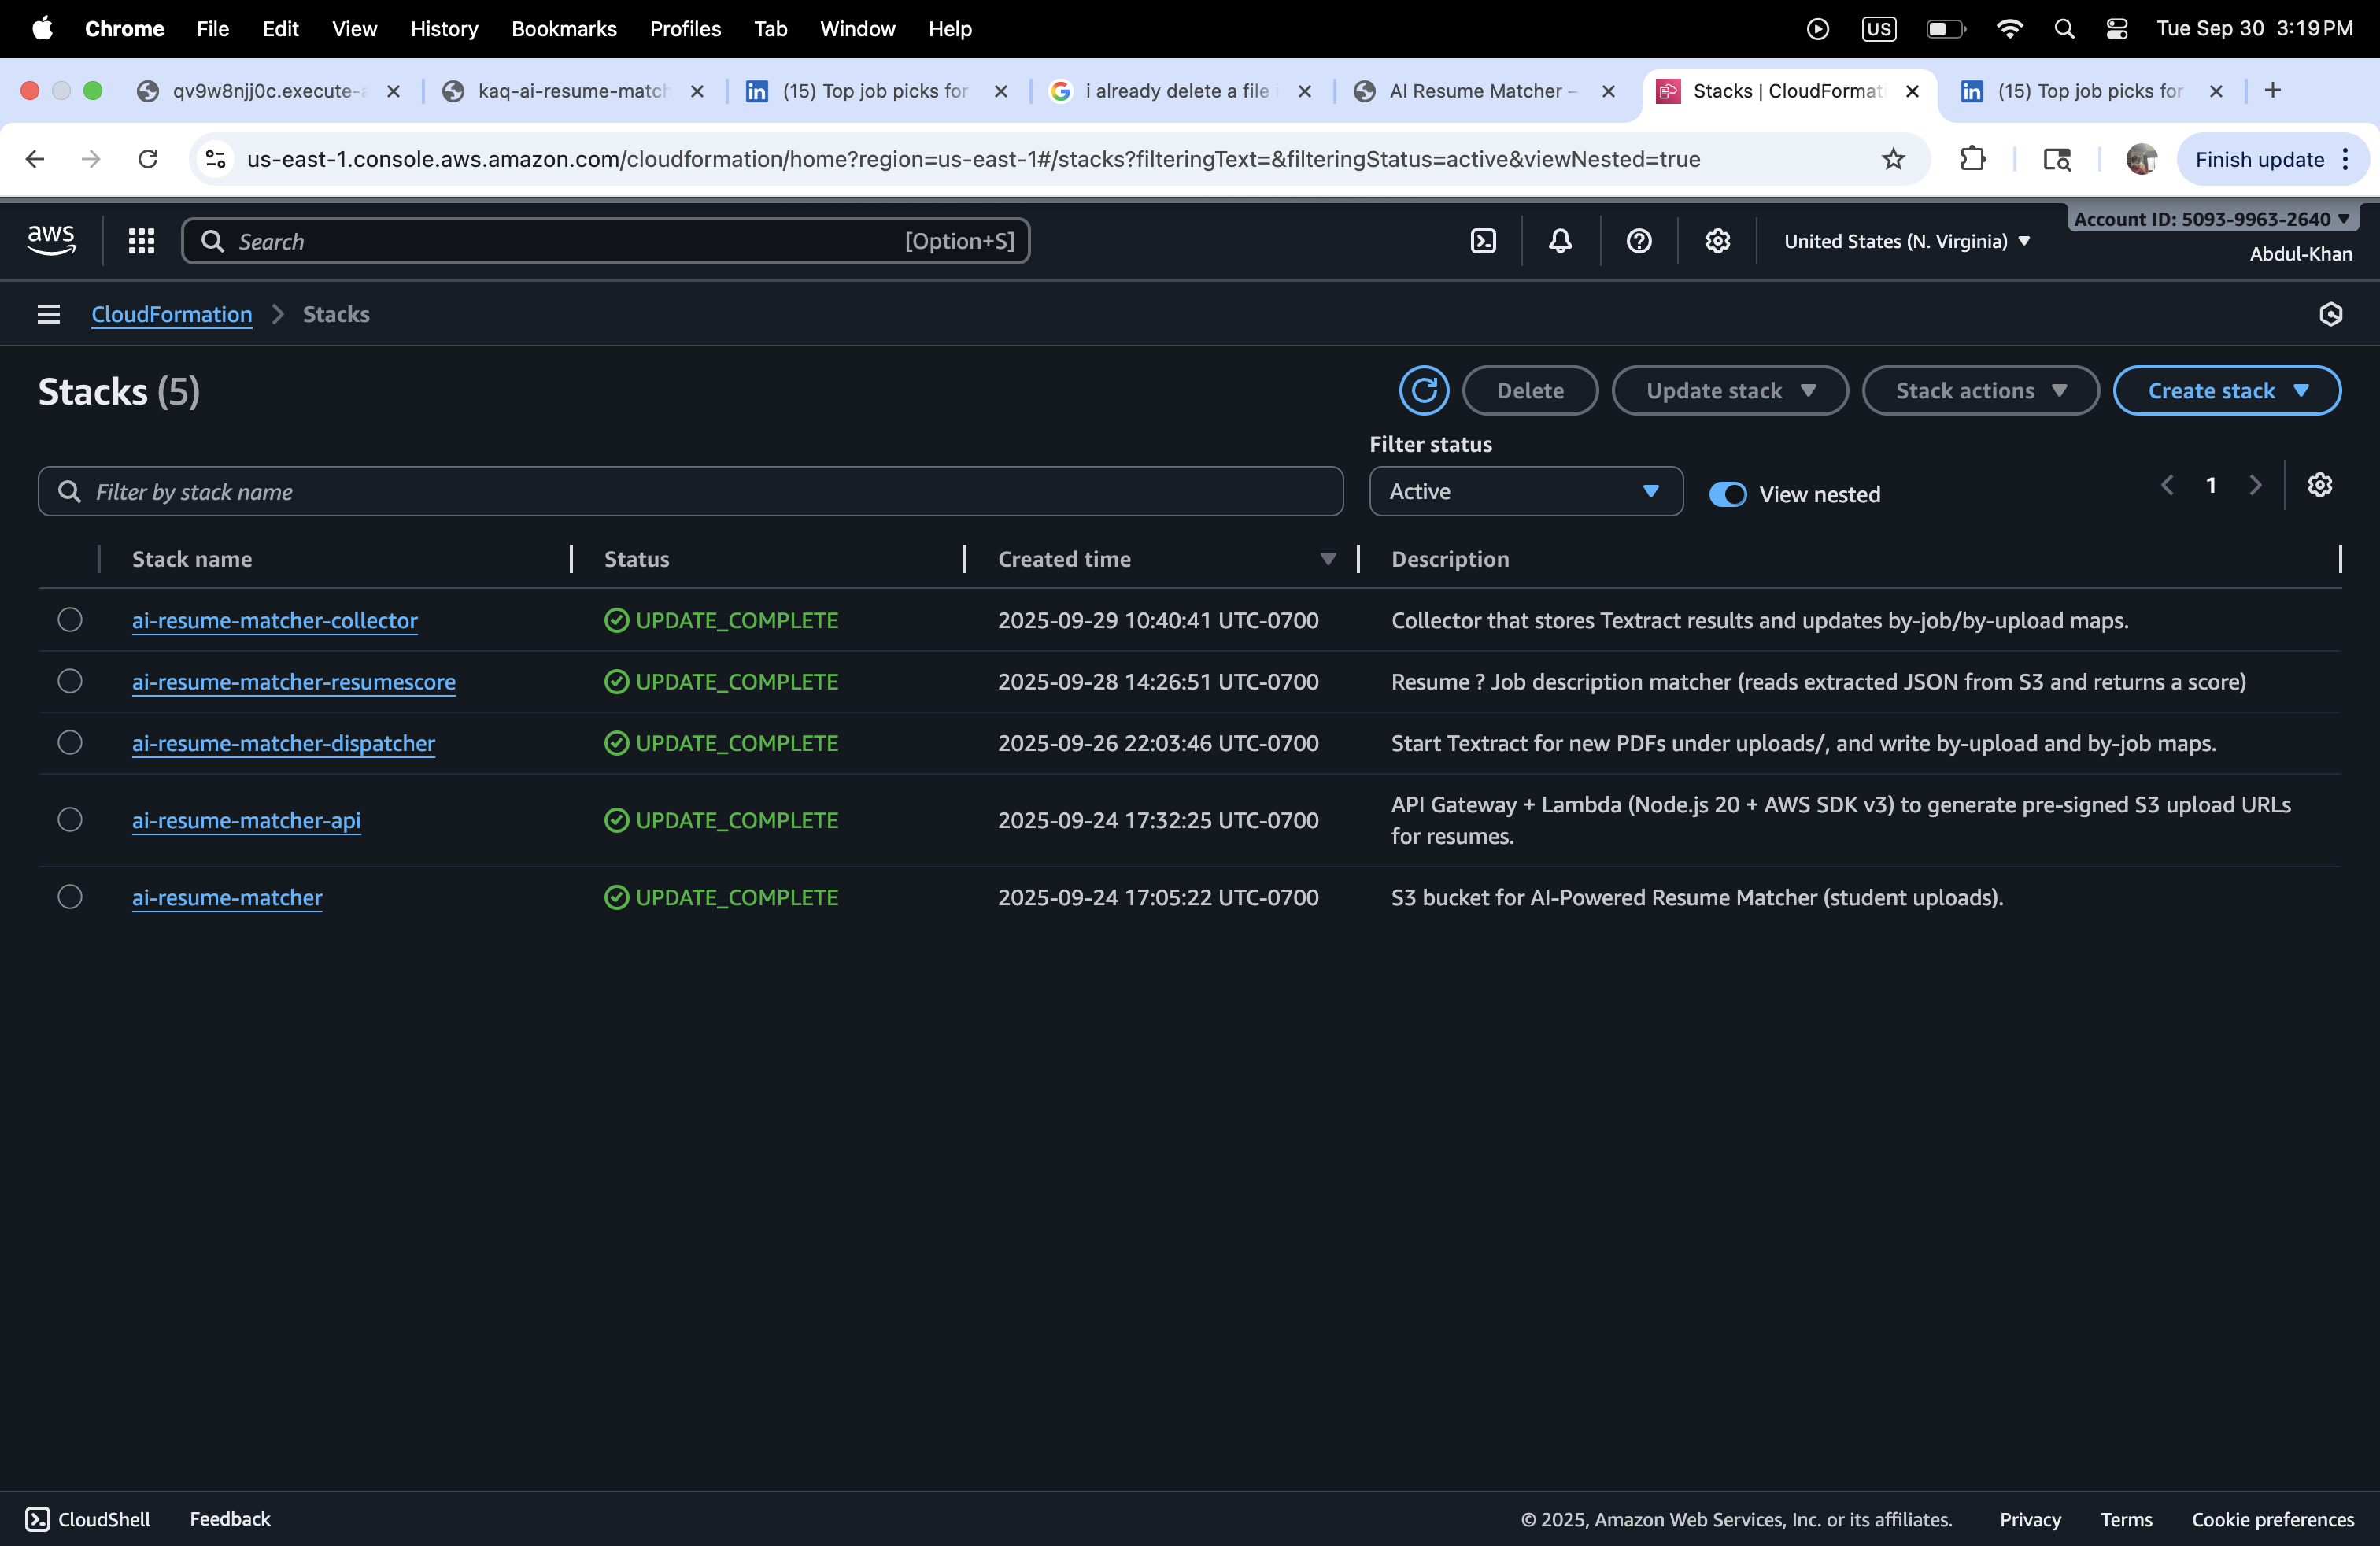 Chrome File Edit View History Bookmarks Profiles Tab Window Help US Tue Sep 30 3:19 PM
qv9w8njj0c.execute-a kaq-ai-resume-match (15) Top job picks for i already delete a file i AI Resume Matcher – Stacks | CloudFormat (15) Top job picks for
us-east-1.console.aws.amazon.com/cloudformation/home?region=us-east-1#/stacks?filteringText=&filteringStatus=active&viewNested=true Finish update
aws Search [Option+S] United States (N. Virginia) Account ID: 5093-9963-2640
Abdul-Khan
CloudFormation Stacks
Stacks (5) Delete Update stack Stack actions Create stack
Filter status
Filter by stack name Active View nested 1
Stack name Status Created time Description
ai-resume-matcher-collector UPDATE_COMPLETE 2025-09-29 10:40:41 UTC-0700 Collector that stores Textract results and updates by-job/by-upload maps.
ai-resume-matcher-resumescore UPDATE_COMPLETE 2025-09-28 14:26:51 UTC-0700 Resume ? Job description matcher (reads extracted JSON from S3 and returns a score)
ai-resume-matcher-dispatcher UPDATE_COMPLETE 2025-09-26 22:03:46 UTC-0700 Start Textract for new PDFs under uploads/, and write by-upload and by-job maps.
ai-resume-matcher-api UPDATE_COMPLETE 2025-09-24 17:32:25 UTC-0700 API Gateway + Lambda (Node.js 20 + AWS SDK v3) to generate pre-signed S3 upload URLs
for resumes.
ai-resume-matcher UPDATE_COMPLETE 2025-09-24 17:05:22 UTC-0700 S3 bucket for AI-Powered Resume Matcher (student uploads).
CloudShell Feedback © 2025, Amazon Web Services, Inc. or its affiliates. Privacy Terms Cookie preferences